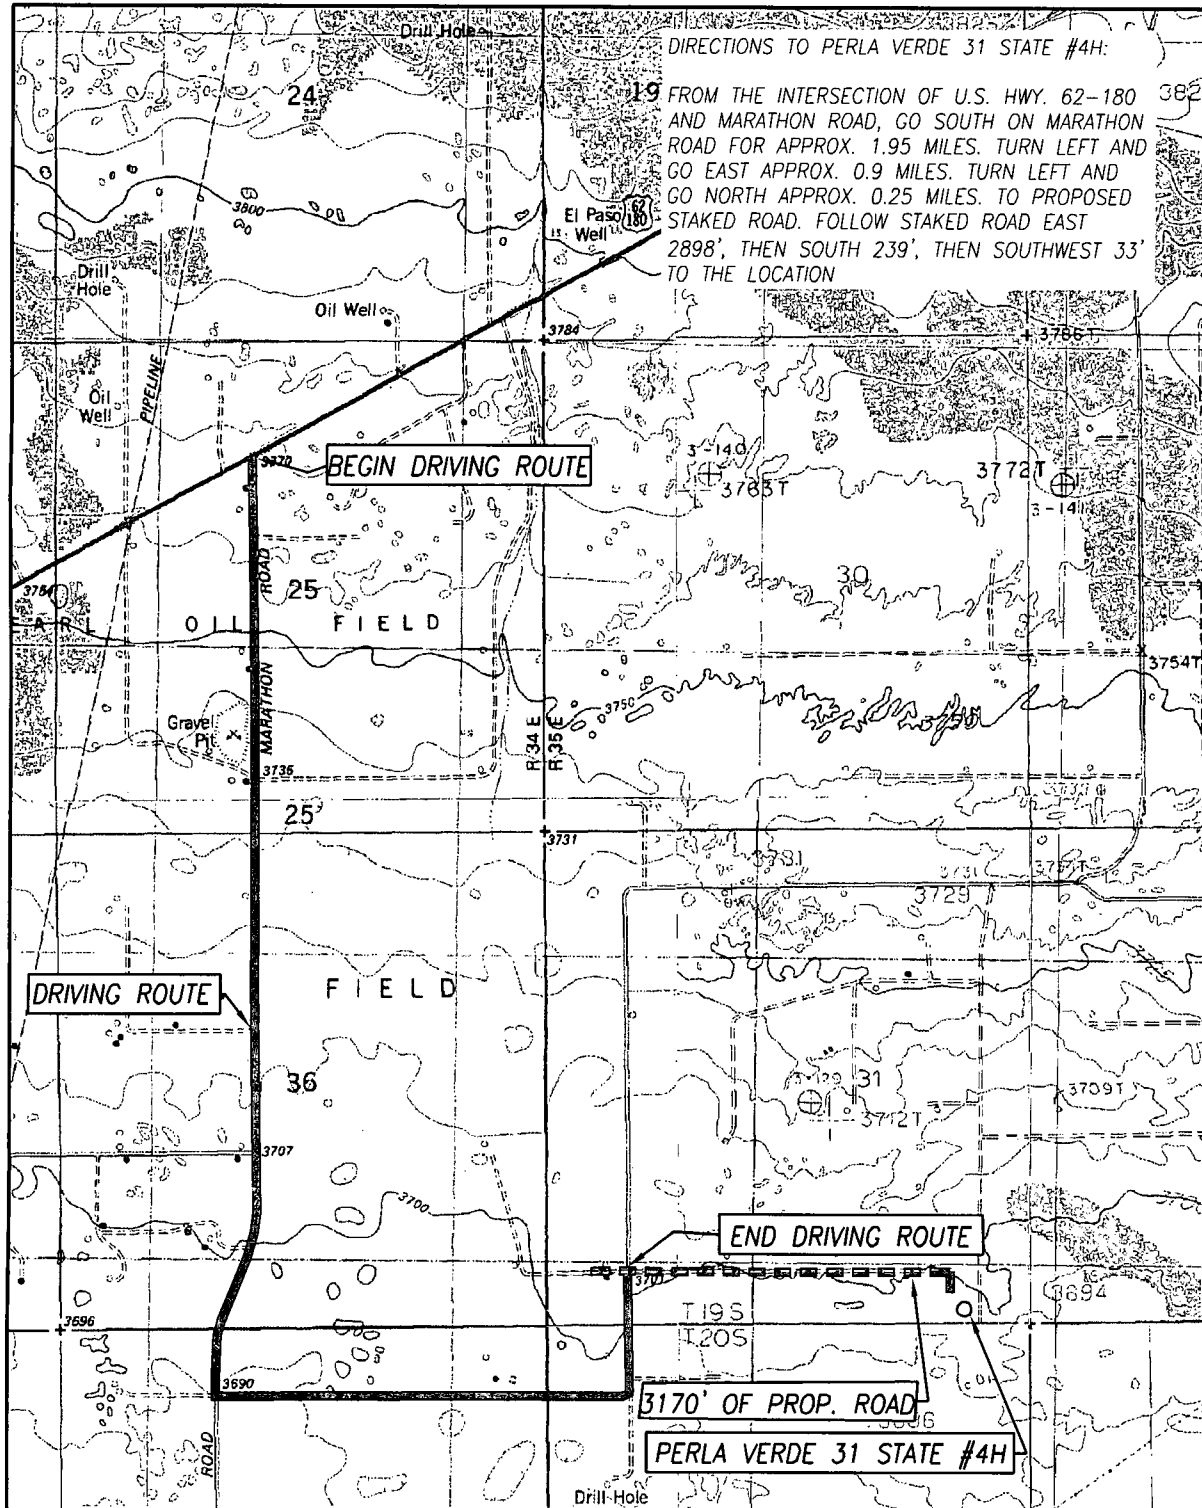 Drill Hole
DIRECTIONS TO PERLA VERDE 31 STATE #4H:
24
19
382
FROM THE INTERSECTION OF U.S. HWY. 62-180
AND MARATHON ROAD, GO SOUTH ON MARATHON
ROAD FOR APPROX. 1.95 MILES. TURN LEFT AND
GO EAST APPROX. 0.9 MILES. TURN LEFT AND
GO NORTH APPROX. 0.25 MILES. TO PROPOSED
STAKED ROAD. FOLLOW STAKED ROAD EAST
2898', THEN SOUTH 239', THEN SOUTHWEST 33'
TO THE LOCATION
3800
El Paso
Well
62
180
Drill
Hole
Oil Well
3784
3786T
Oil
Well
PIPELINE
BEGIN DRIVING ROUTE
3-140
3763T
3772T
3-141
ROAD
25
30
OIL FIELD
3754T
3750
MARATHON
Gravel
Pit
R 34 E
R 35 E
3735
25
3731
3731
3729
DRIVING ROUTE
FIELD
36
31
3-129
3712T
3709T
3707
3700
END DRIVING ROUTE
3694
T 19 S
T 20 S
3696
3690
3170' OF PROP. ROAD
PERLA VERDE 31 STATE #4H
ROAD
Drill Hole